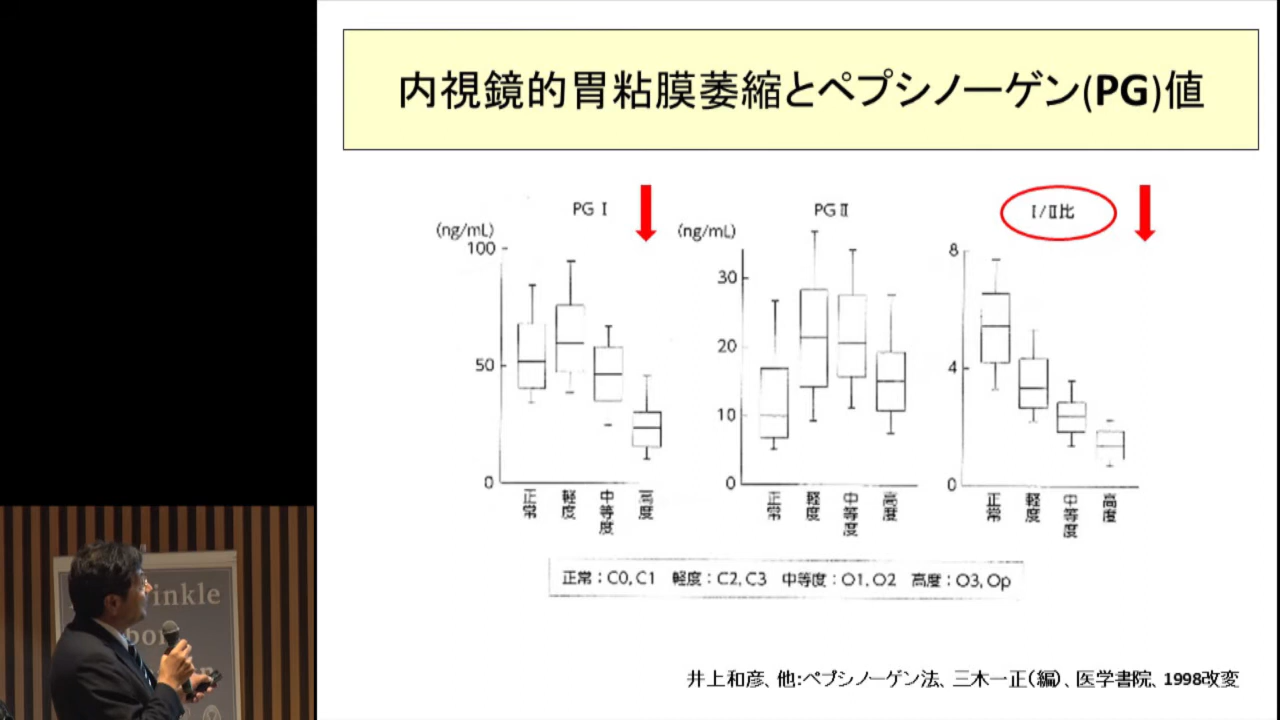 内視鏡的胃粘膜萎縮とペプシノーゲン(PG)値
PG I
(ng/mL)
100
50
0
正常
軽度
中等度
高度
PG II
(ng/mL)
30
20
10
0
正常
軽度
中等度
高度
I/II比
8
4
0
正常
軽度
中等度
高度
正常：C0, C1 軽度：C2, C3 中等度：O1, O2 高度：O3, Op
井上和彦、他：ペプシノーゲン法、三木一正（編）、医学書院、1998改変
inkle